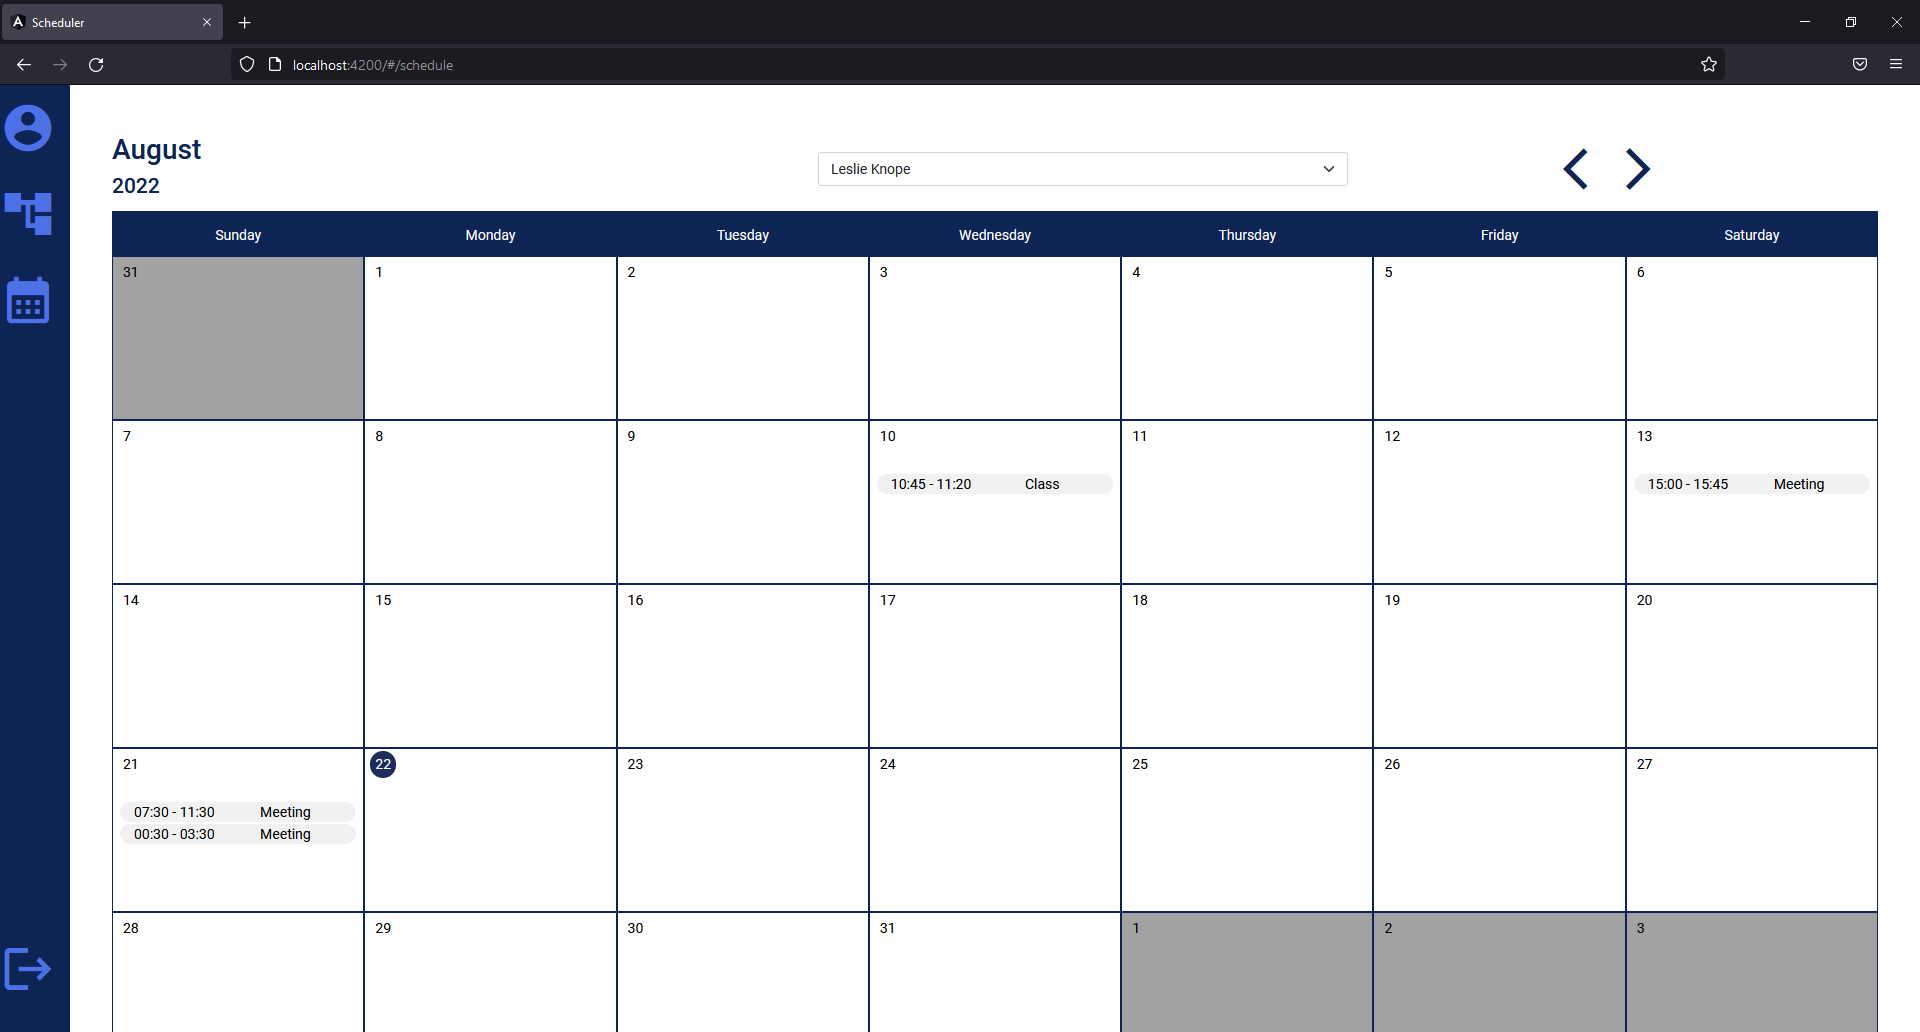 Scheduler
localhost:4200/#/schedule
August
2022
Leslie Knope
Sunday Monday Tuesday Wednesday Thursday Friday Saturday
31 1 2 3 4 5 6
7 8 9 10 11 12 13
10:45 - 11:20 Class 15:00 - 15:45 Meeting
14 15 16 17 18 19 20
21 22 23 24 25 26 27
07:30 - 11:30 Meeting
00:30 - 03:30 Meeting
28 29 30 31 1 2 3